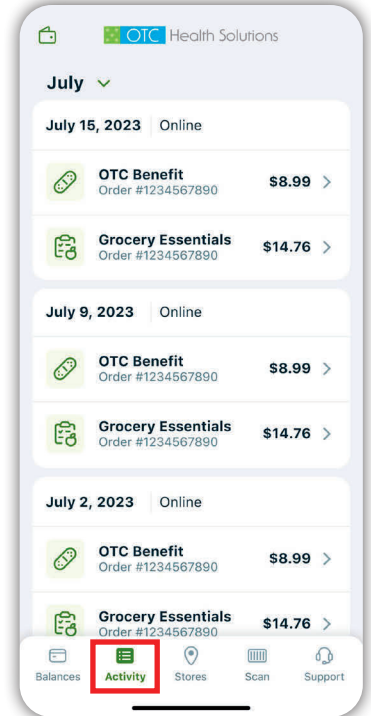 OTC Health Solutions
July
July 15, 2023 Online
OTC Benefit
Order #1234567890
$8.99
Grocery Essentials
Order #1234567890
$14.76
July 9, 2023 Online
OTC Benefit
Order #1234567890
$8.99
Grocery Essentials
Order #1234567890
$14.76
July 2, 2023 Online
OTC Benefit
Order #1234567890
$8.99
Grocery Essentials
Order #1234567890
$14.76
Balances Activity Stores Scan Support